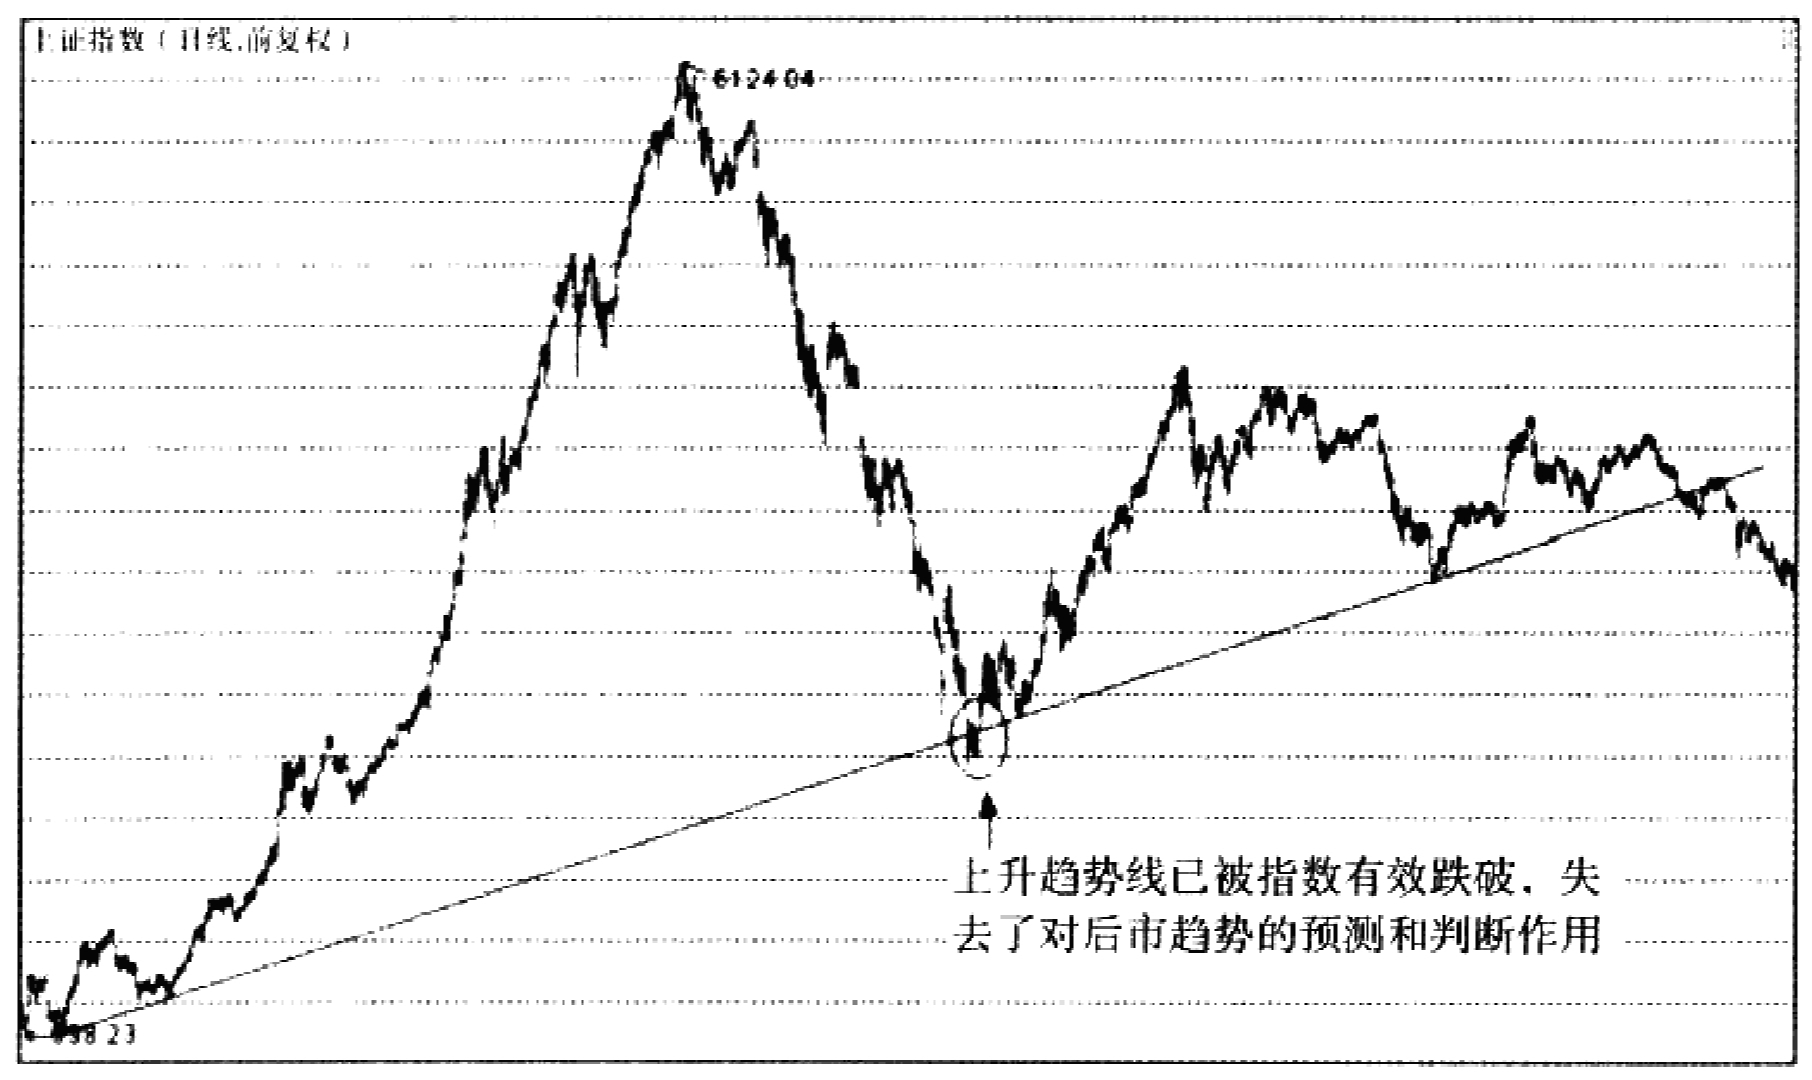 上证指数（日线.前复权）
6124 04
98 23
上升趋势线已被指数有效跌破．失
去了对后市趋势的预测和判断作用